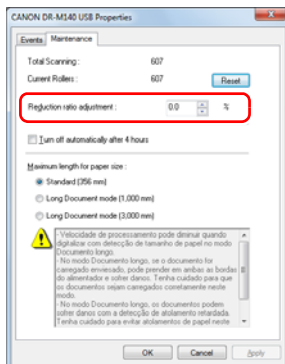 CANON DR-M140 USB Properties
Events Maintenance
Total Scanning : 607
Current Rollers : 607 Reset
Reduction ratio adjustment : 0.0 %
Turn off automatically after 4 hours
Maximum length for paper size :
Standard (356 mm)
Long Document mode (1,000 mm)
Long Document mode (3,000 mm)
- Velocidade de processamento pode diminuir quando
digitalizar com detecção de tamanho de papel no modo
Documento longo.
- No modo Documento longo, se o documento for
carregado enviesado, pode prender em ambas as bordas
do alimentador e sofrer danos. Tenha cuidado para que
os documentos sejam carregados corretamente neste
modo.
- No modo Documento longo, os documentos podem
sofrer danos com a detecção de atolamento retardada.
Tenha cuidado para evitar atolamentos de papel neste
OK Cancel Apply